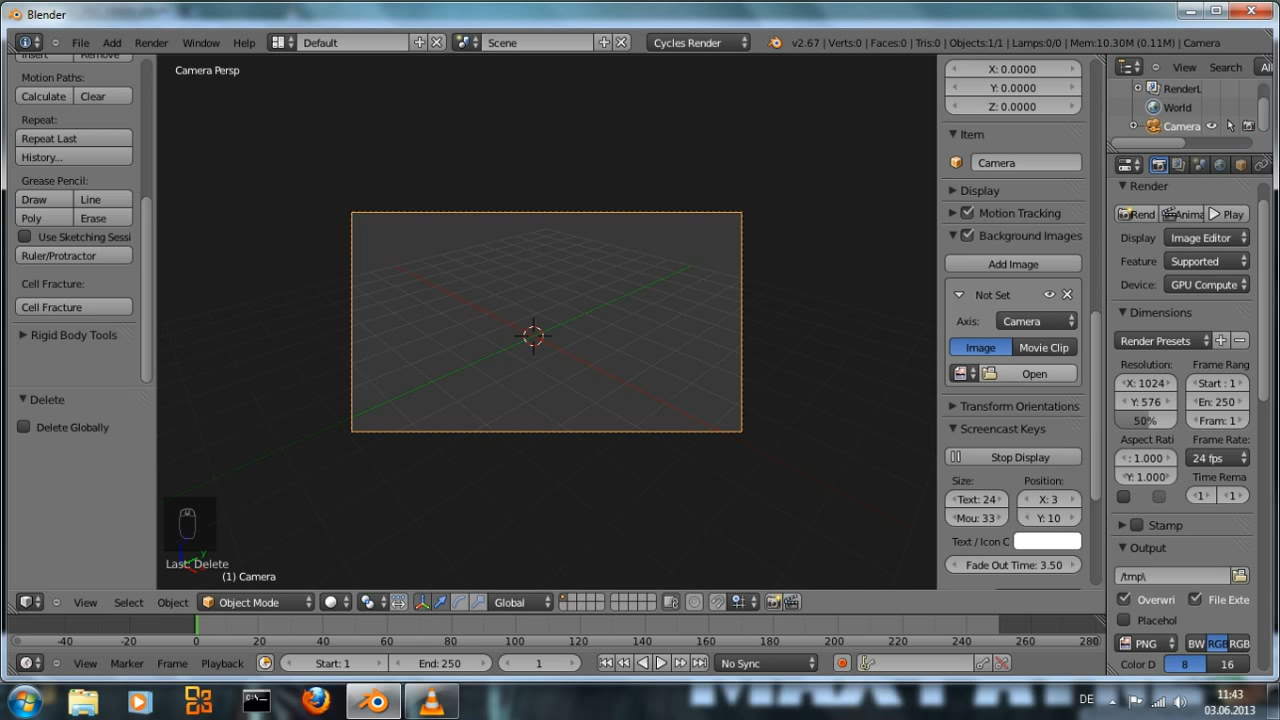 Blender
File Add Render Window Help Default Scene Cycles Render v2.67 | Verts:0 | Faces:0 | Tris:0 | Objects:1/1 | Lamps:0/0 | Mem:10.30M (0.11M) | Camera
Insert Remove
Motion Paths:
Calculate Clear
Repeat:
Repeat Last
History...
Grease Pencil:
Draw Line
Poly Erase
Use Sketching Sessi
Ruler/Protractor
Cell Fracture:
Cell Fracture
Rigid Body Tools
Delete
Delete Globally
Camera Persp
Last: Delete
(1) Camera
X: 0.0000
Y: 0.0000
Z: 0.0000
Item
Camera
Display
Motion Tracking
Background Images
Add Image
Not Set
Axis: Camera
Image Movie Clip
Open
Transform Orientations
Screencast Keys
Stop Display
Size: Position:
Text: 24 X: 3
Mou: 33 Y: 10
Text / Icon C
Fade Out Time: 3.50
View Search All
RenderL
World
Camera
Render
Rend Anima Play
Display Image Editor
Feature Supported
Device: GPU Compute
Dimensions
Render Presets
Resolution: Frame Rang
X: 1024 Start : 1
Y: 576 En: 250
50% Fram: 1
Aspect Rati Frame Rate:
: 1.000 24 fps
Y: 1.000 Time Rema
1 1
Stamp
Output
/tmp\
Overwri File Exte
Placehol
PNG BW RGB RGB
Color D 8 16
View Select Object Object Mode Global
-40 -20 0 20 40 60 80 100 120 140 160 180 200 220 240 260 280
View Marker Frame Playback Start: 1 End: 250 1 No Sync
DE 11:43
03.06.2013